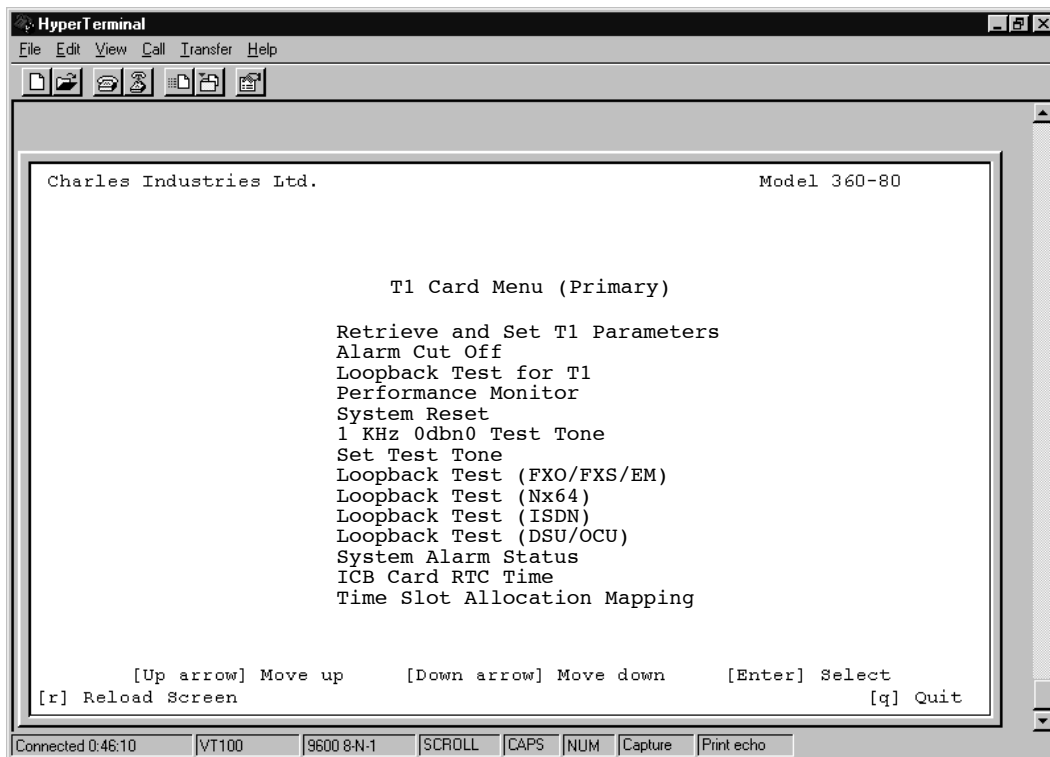 HyperTerminal
File Edit View Call Transfer Help
Charles Industries Ltd. Model 360-80
T1 Card Menu (Primary)
Retrieve and Set T1 Parameters
Alarm Cut Off
Loopback Test for T1
Performance Monitor
System Reset
1 KHz 0dbn0 Test Tone
Set Test Tone
Loopback Test (FXO/FXS/EM)
Loopback Test (Nx64)
Loopback Test (ISDN)
Loopback Test (DSU/OCU)
System Alarm Status
ICB Card RTC Time
Time Slot Allocation Mapping
[Up arrow] Move up [Down arrow] Move down [Enter] Select
[r] Reload Screen [q] Quit
Connected 0:46:10 VT100 9600 8-N-1 SCROLL CAPS NUM Capture Print echo